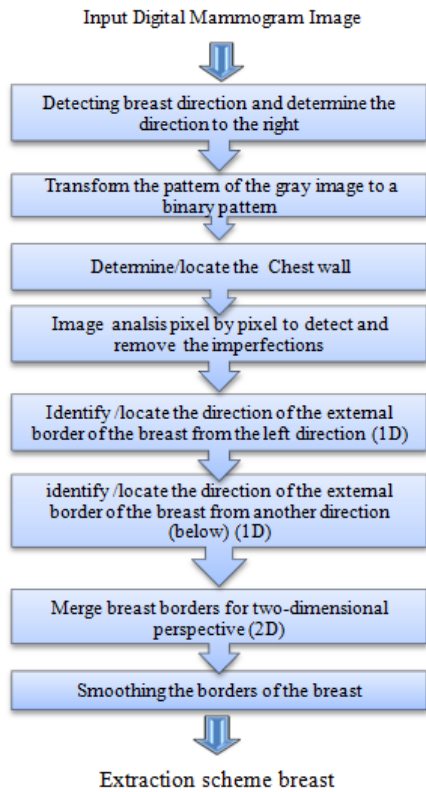 Input Digital Mammogram Image
Detecting breast direction and determine the
direction to the right
Transform the pattern of the gray image to a
binary pattern
Determine/locate the Chest wall
Image analsis pixel by pixel to detect and
remove the imperfections
Identify /locate the direction of the external
border of the breast from the left direction (1D)
identify /locate the direction of the external
border of the breast from another direction
(below) (1D)
Merge breast borders for two-dimensional
perspective (2D)
Smoothing the borders of the breast
Extraction scheme breast